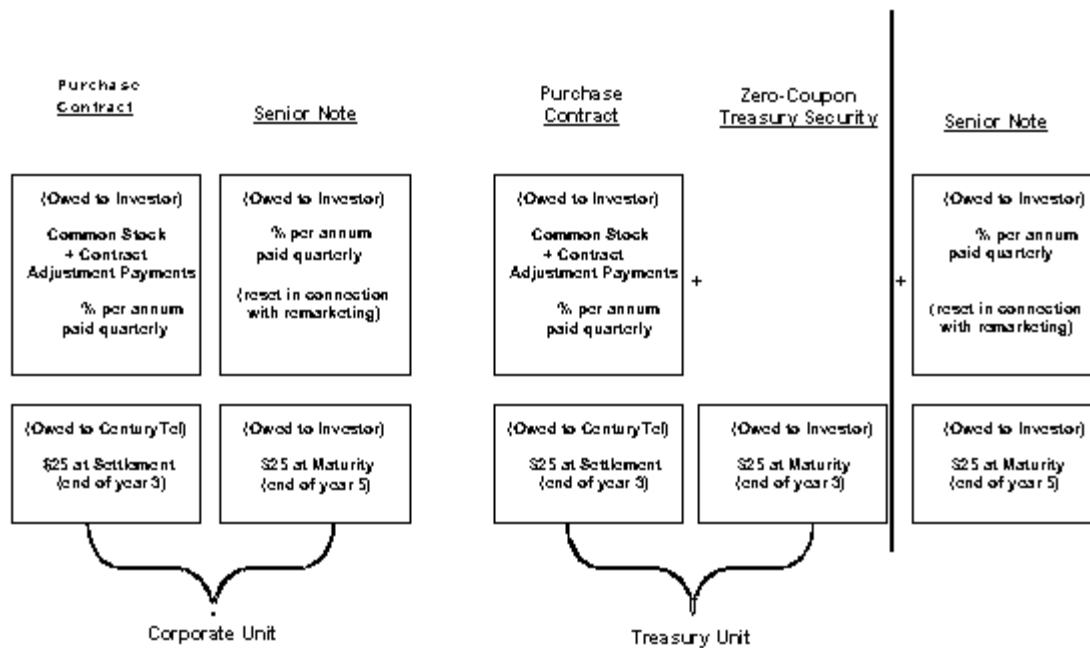 Purchase
Contract
Senior Note
Purchase
Contract
Zero-Coupon
Treasury Security
Senior Note
(Owed to Investor)
Common Stock
+ Contract
Adjustment Payments
% per annum
paid quarterly
(Owed to Investor)
% per annum
paid quarterly
(reset in connection
with remarketing)
(Owed to Investor)
Common Stock
+ Contract
Adjustment Payments
% per annum
paid quarterly
+
+
(Owed to Investor)
% per annum
paid quarterly
(reset in connection
with remarketing)
(Owed to CenturyTel)
$25 at Settlement
(end of year 3)
(Owed to Investor)
$25 at Maturity
(end of year 5)
(Owed to CenturyTel)
$25 at Settlement
(end of year 3)
(Owed to Investor)
$25 at Maturity
(end of year 3)
(Owed to Investor)
$25 at Maturity
(end of year 5)
Corporate Unit
Treasury Unit